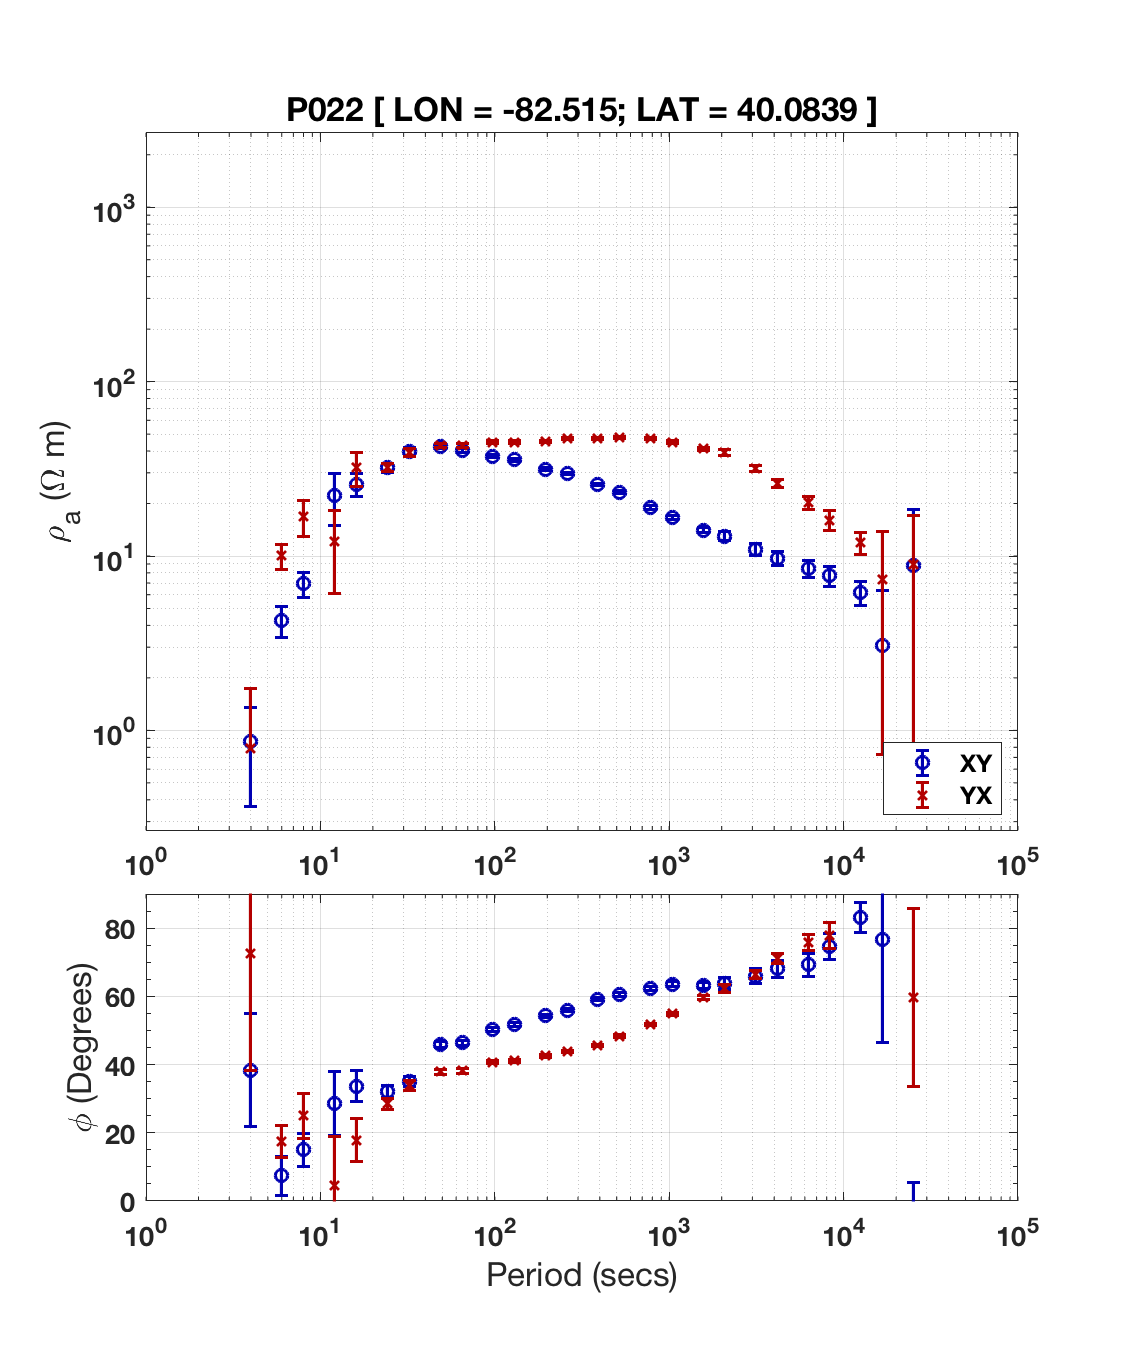 P022 [ LON = -82.515; LAT = 40.0839 ]
10³
10²
10¹
10⁰
ρₐ (Ω m)
XY
YX
10⁰ 10¹ 10² 10³ 10⁴ 10⁵
80
60
40
20
0
ϕ (Degrees)
10⁰ 10¹ 10² 10³ 10⁴ 10⁵
Period (secs)